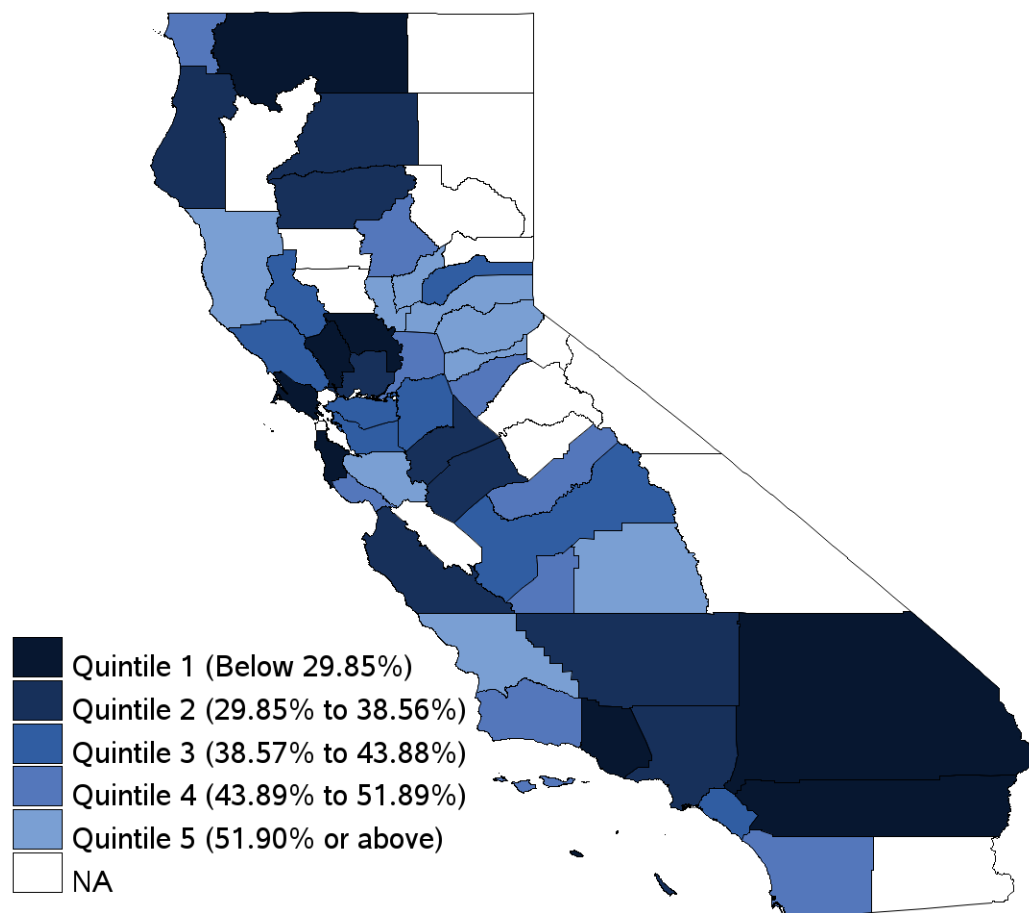 Quintile 1 (Below 29.85%)
Quintile 2 (29.85% to 38.56%)
Quintile 3 (38.57% to 43.88%)
Quintile 4 (43.89% to 51.89%)
Quintile 5 (51.90% or above)
NA